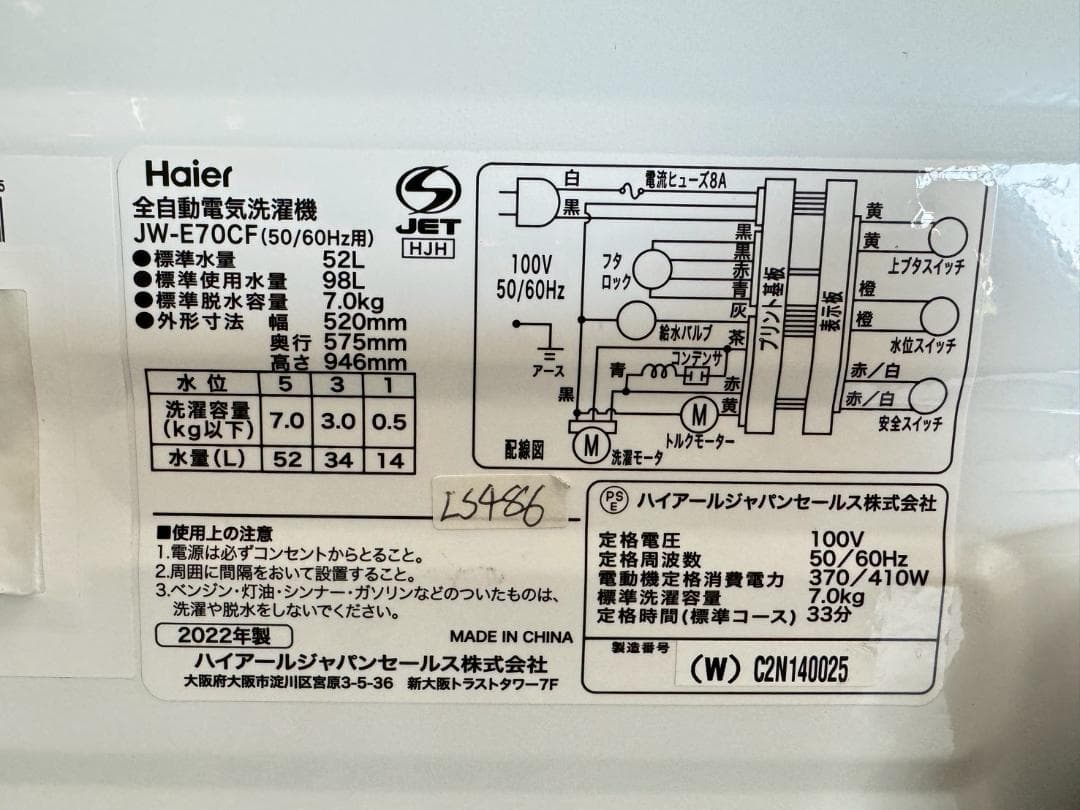 5
Haier
全自動電気洗濯機
JW-E70CF(50/60Hz用)
JET
HJH
●標準水量 52L
●標準使用水量 98L
●標準脱水容量 7.0kg
●外形寸法 幅 520mm
奥行 575mm
高さ 946mm
水位 5 3 1
洗濯容量(kg以下) 7.0 3.0 0.5
水量(L) 52 34 14
白
電流ヒューズ8A
黒
100V
50/60Hz
アース
フタ
ロック
黒
黒
赤
青
灰
給水バルブ
茶
コンデンサ
青
赤
黒
黄
M
トルクモーター
M
洗濯モータ
配線図
プリント基板
表示板
黄
黄
上ブタスイッチ
橙
橙
水位スイッチ
赤/白
赤/白
安全スイッチ
LS486
■使用上の注意
1.電源は必ずコンセントからとること。
2.周囲に間隔をおいて設置すること。
3.ベンジン・灯油・シンナー・ガソリンなどのついたものは、
洗濯や脱水をしないでください。
2022年製
MADE IN CHINA
ハイアールジャパンセールス株式会社
大阪府大阪市淀川区宮原3-5-36 新大阪トラストタワー7F
PSE ハイアールジャパンセールス株式会社
定格電圧 100V
定格周波数 50/60Hz
電動機定格消費電力 370/410W
標準洗濯容量 7.0kg
定格時間(標準コース) 33分
製造番号
(W) C2N140025